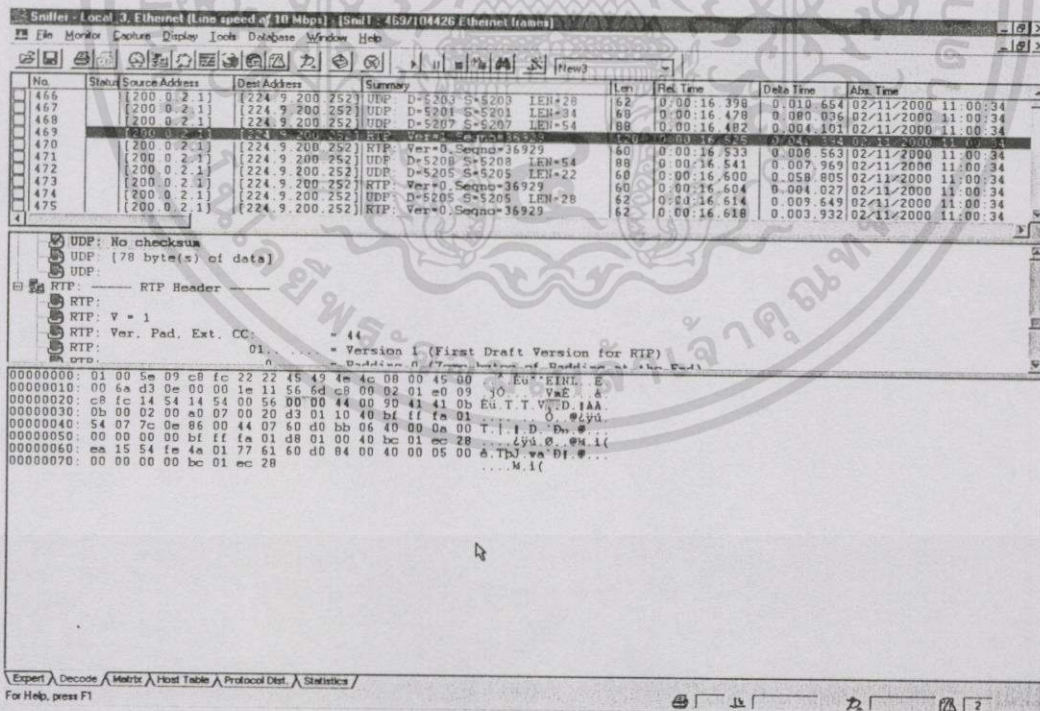 Sniffer - Local_3, Ethernet (Line speed at 10 Mbps) - [Snif1 : 469/104426 Ethernet frames]
File Monitor Capture Display Tools Database Window Help
New3
No. Status Source Address Dest Address Summary Len Rel. Time Delta Time Abs. Time
466 [200.0.2.1] [224.9.200.252] UDP: D=5203 S=5203 LEN=28 62 0:00:16.398 0.010.654 02/11/2000 11:00:34
467 [200.0.2.1] [224.9.200.252] UDP: D=5201 S=5201 LEN=34 68 0:00:16.478 0.080.036 02/11/2000 11:00:34
468 [200.0.2.1] [224.9.200.252] UDP: D=5207 S=5207 LEN=54 88 0:00:16.482 0.004.101 02/11/2000 11:00:34
469 [200.0.2.1] [224.9.200.252] RTP: 02/11/2000 11:00:34
470 [200.0.2.1] [224.9.200.252] RTP: Ver=0,Seqno=36929 60 0:00:16.533 0.008.563 02/11/2000 11:00:34
471 [200.0.2.1] [224.9.200.252] UDP: D=5208 S=5208 LEN=54 88 0:00:16.541 0.007.969 02/11/2000 11:00:34
472 [200.0.2.1] [224.9.200.252] UDP: D=5205 S=5205 LEN=22 60 0:00:16.600 0.058.805 02/11/2000 11:00:34
473 [200.0.2.1] [224.9.200.252] RTP: Ver=0,Seqno=36929 60 0:00:16.604 0.004.027 02/11/2000 11:00:34
474 [200.0.2.1] [224.9.200.252] UDP: D=5205 S=5205 LEN=28 62 0:00:16.614 0.009.649 02/11/2000 11:00:34
475 [200.0.2.1] [224.9.200.252] RTP: Ver=0,Seqno=36929 62 0:00:16.618 0.003.932 02/11/2000 11:00:34
UDP: No checksum
UDP: [78 byte(s) of data]
UDP:
RTP: ----- RTP Header -----
RTP:
RTP: V = 1
RTP: Ver, Pad, Ext, CC: = 44
RTP: 01.. .... = Version 1 (First Draft Version for RTP)
00000000: 01 00 5e 09 c8 fc 22 22 45 49 4e 4c 08 00 45 00
00000010: 00 6a d3 0e 00 00 1e 11 56 6d c8 00 02 01 e0 09
00000020: c8 fc 14 54 14 54 00 56 00 00 44 00 90 41 41 0b
00000030: 0b 00 02 00 a0 07 00 20 d3 01 10 40 bf ff fa 01
00000040: 54 07 7c 0e 86 00 44 07 60 d0 bb 06 40 00 0a 00
00000050: 00 00 00 00 bf ff fa 01 d8 01 00 40 bc 01 ec 28
00000060: ea 15 54 fe 4a 01 77 61 60 d0 84 00 40 00 05 00
00000070: 00 00 00 00 bc 01 ec 28
Expert Decode Matrix Host Table Protocol Dist. Statistics
For Help, press F1
2